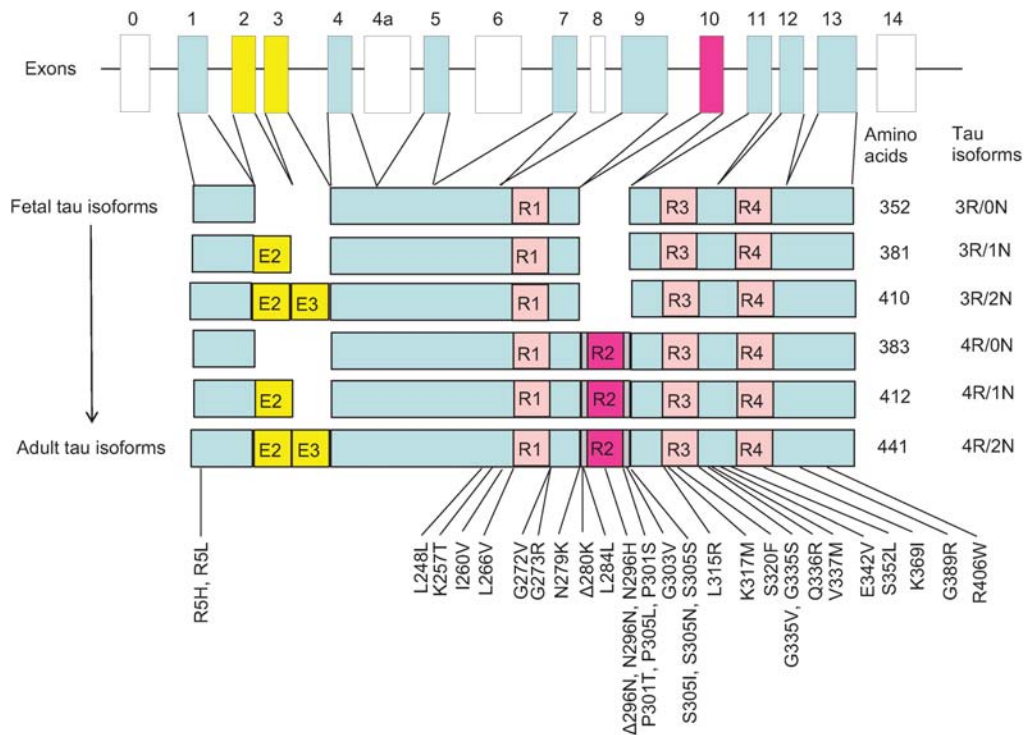 0 1 2 3 4 4a 5 6 7 8 9 10 11 12 13 14
Exons
Amino acids
Tau isoforms
Fetal tau isoforms
R1 R3 R4 352 3R/0N
E2 R1 R3 R4 381 3R/1N
E2 E3 R1 R3 R4 410 3R/2N
R1 R2 R3 R4 383 4R/0N
E2 R1 R2 R3 R4 412 4R/1N
Adult tau isoforms
E2 E3 R1 R2 R3 R4 441 4R/2N
R5H, R5L
L248L
K257T
I260V
L266V
G272V
G273R
N279K
Δ280K
L284L
Δ296N, N296N, N296H
P301T, P305L, P301S
G303V
S305I, S305N, S305S
L315R
K317M
S320F
G335V, G335S
Q336R
V337M
E342V
S352L
K369I
G389R
R406W